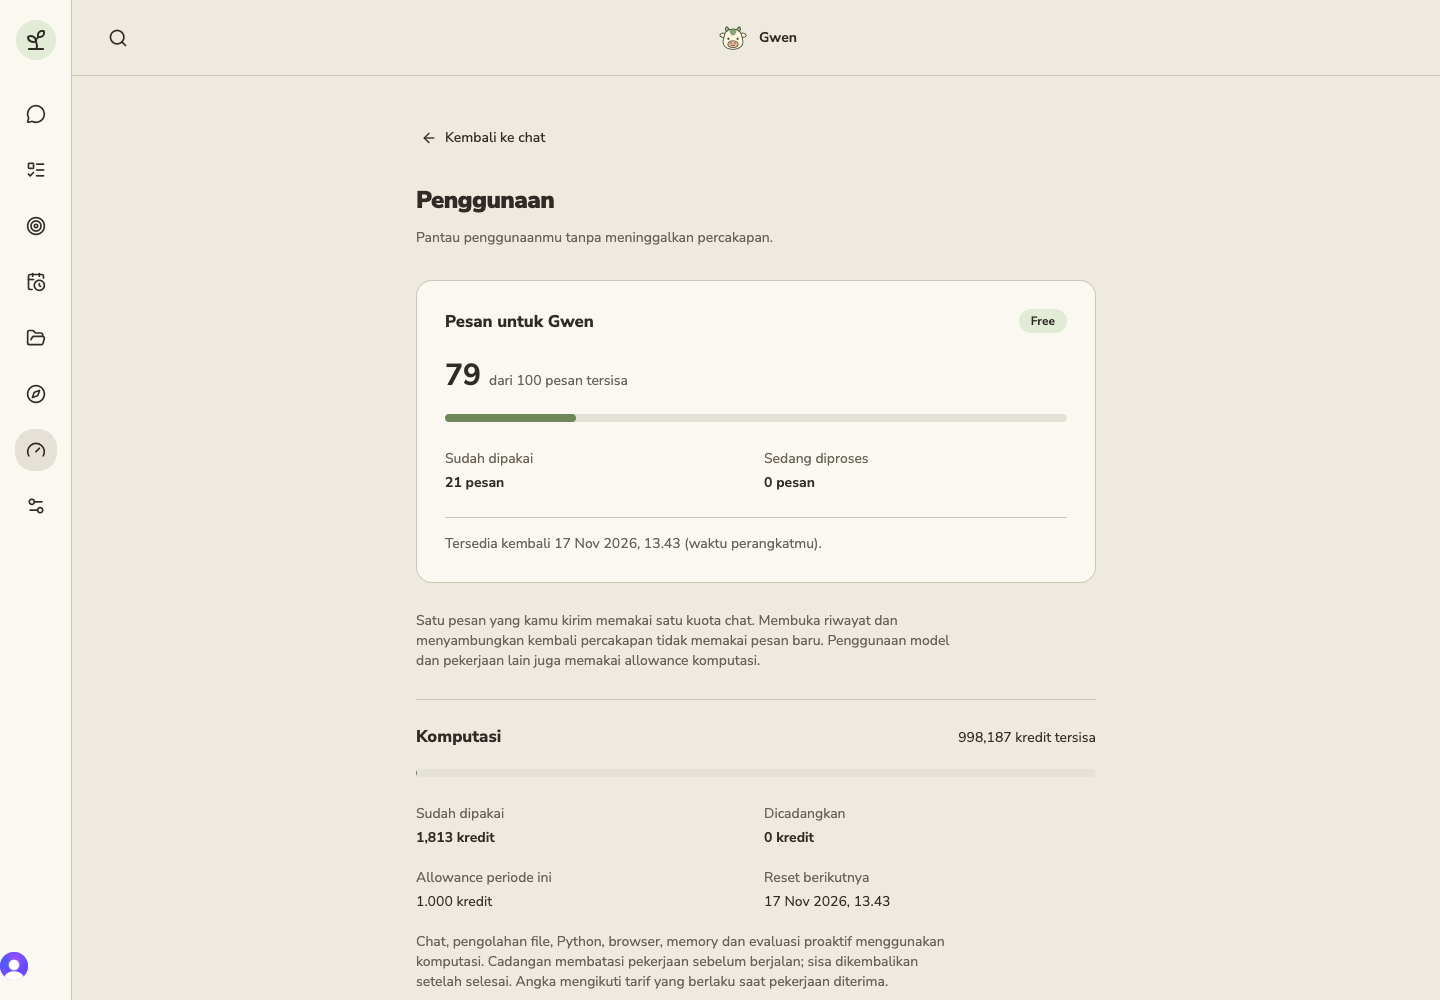 Gwen
Kembali ke chat
Penggunaan
Pantau penggunaanmu tanpa meninggalkan percakapan.
Pesan untuk Gwen
Free
79 dari 100 pesan tersisa
Sudah dipakai
Sedang diproses
21 pesan
0 pesan
Tersedia kembali 17 Nov 2026, 13.43 (waktu perangkatmu).
Satu pesan yang kamu kirim memakai satu kuota chat. Membuka riwayat dan
menyambungkan kembali percakapan tidak memakai pesan baru. Penggunaan model
dan pekerjaan lain juga memakai allowance komputasi.
Komputasi
998,187 kredit tersisa
Sudah dipakai
Dicadangkan
1,813 kredit
0 kredit
Allowance periode ini
Reset berikutnya
1.000 kredit
17 Nov 2026, 13.43
Chat, pengolahan file, Python, browser, memory dan evaluasi proaktif menggunakan
komputasi. Cadangan membatasi pekerjaan sebelum berjalan; sisa dikembalikan
setelah selesai. Angka mengikuti tarif yang berlaku saat pekerjaan diterima.